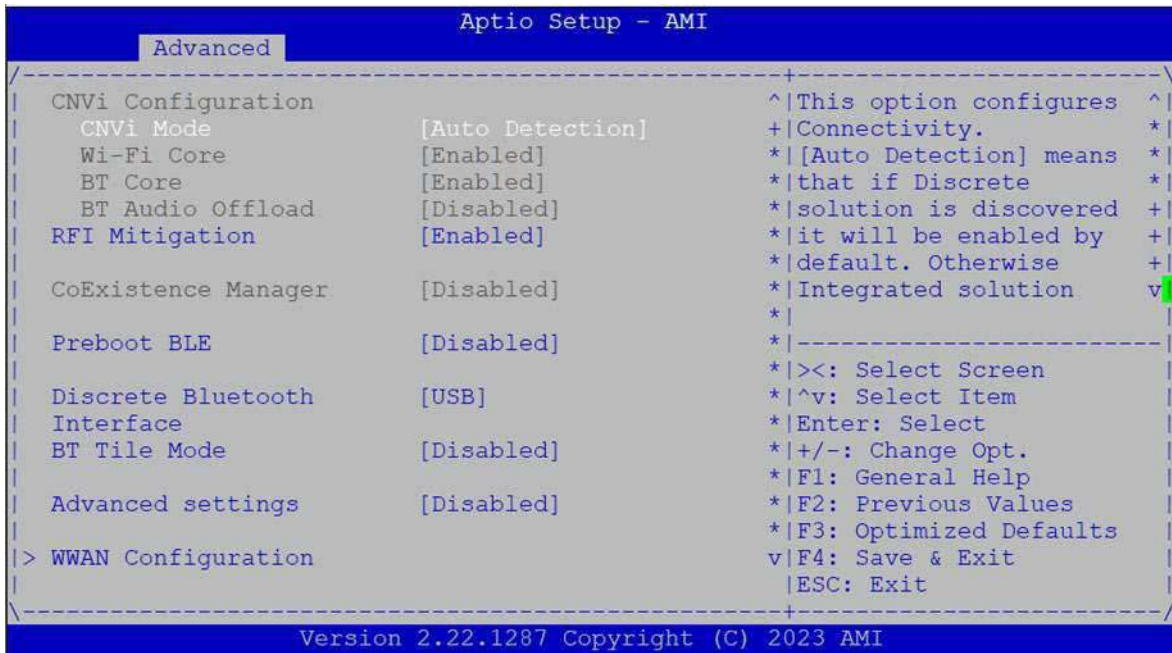 Aptio Setup - AMI
Advanced
/------------------------------------------------------+--------------------------\
| CNVi Configuration ^|This option configures ^|
| CNVi Mode [Auto Detection] +|Connectivity. *|
| Wi-Fi Core [Enabled] *|[Auto Detection] means *|
| BT Core [Enabled] *|that if Discrete *|
| BT Audio Offload [Disabled] *|solution is discovered +|
| RFI Mitigation [Enabled] *|it will be enabled by +|
| *|default. Otherwise +|
| CoExistence Manager [Disabled] *|Integrated solution v|
| *| |
| Preboot BLE [Disabled] *|--------------------------|
| *|><: Select Screen |
| Discrete Bluetooth [USB] *|^v: Select Item |
| Interface *|Enter: Select |
| BT Tile Mode [Disabled] *|+/-: Change Opt. |
| *|F1: General Help |
| Advanced settings [Disabled] *|F2: Previous Values |
| *|F3: Optimized Defaults |
|> WWAN Configuration v|F4: Save & Exit |
| |ESC: Exit |
\------------------------------------------------------+--------------------------/
Version 2.22.1287 Copyright (C) 2023 AMI